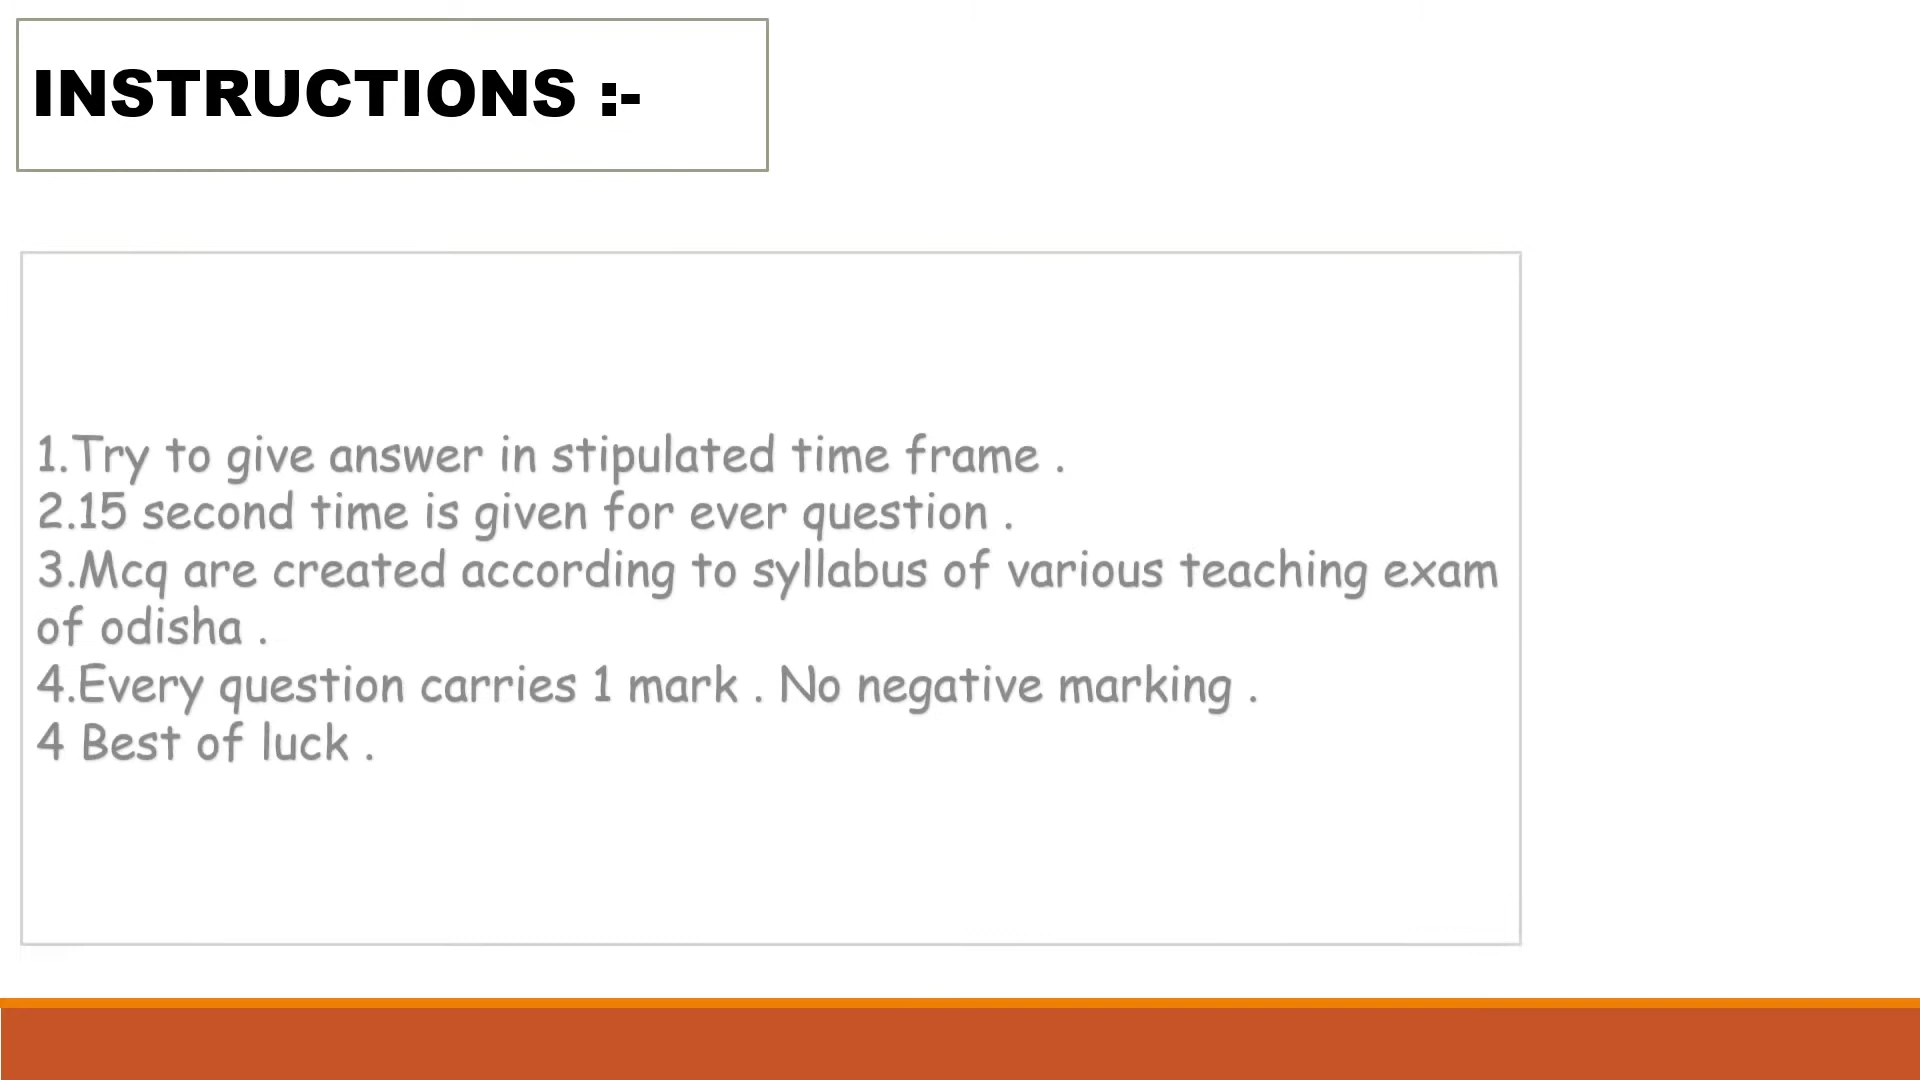 INSTRUCTIONS :-
1.Try to give answer in stipulated time frame .
2.15 second time is given for ever question .
3.Mcq are created according to syllabus of various teaching exam
of odisha .
4.Every question carries 1 mark . No negative marking .
4 Best of luck .